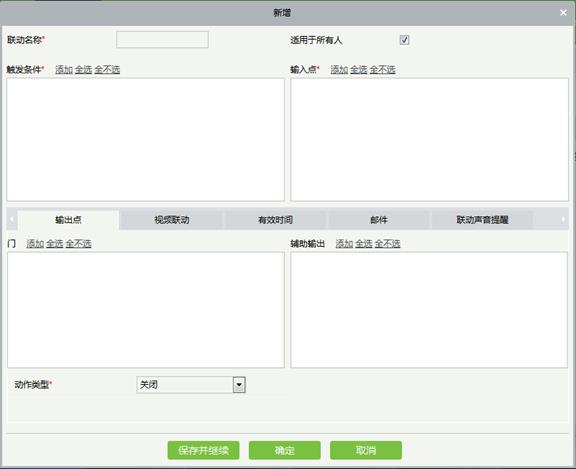 新增
联动名称* 适用于所有人
触发条件* 添加 全选 全不选 输入点* 添加 全选 全不选
输出点 视频联动 有效时间 邮件 联动声音提醒
门 添加 全选 全不选 辅助输出 添加 全选 全不选
动作类型* 关闭
保存并继续 确定 取消